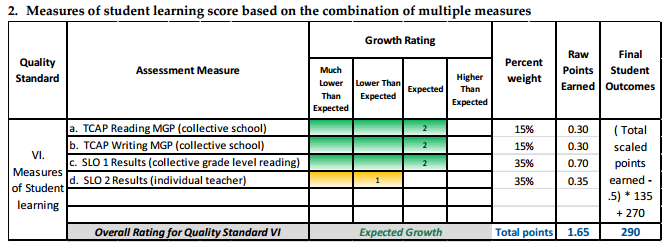 2. Measures of student learning score based on the combination of multiple measures
Quality Standard
Assessment Measure
Growth Rating
Much Lower Than Expected
Lower Than Expected
Expected
Higher Than Expected
Percent weight
Raw Points Earned
Final Student Outcomes
VI. Measures of Student learning
a. TCAP Reading MGP (collective school) 2 15% 0.30
b. TCAP Writing MGP (collective school) 2 15% 0.30
c. SLO 1 Results (collective grade level reading) 2 35% 0.70
d. SLO 2 Results (individual teacher) 1 35% 0.35
( Total scaled points earned - .5) * 135 + 270
Overall Rating for Quality Standard VI Expected Growth Total points 1.65 290